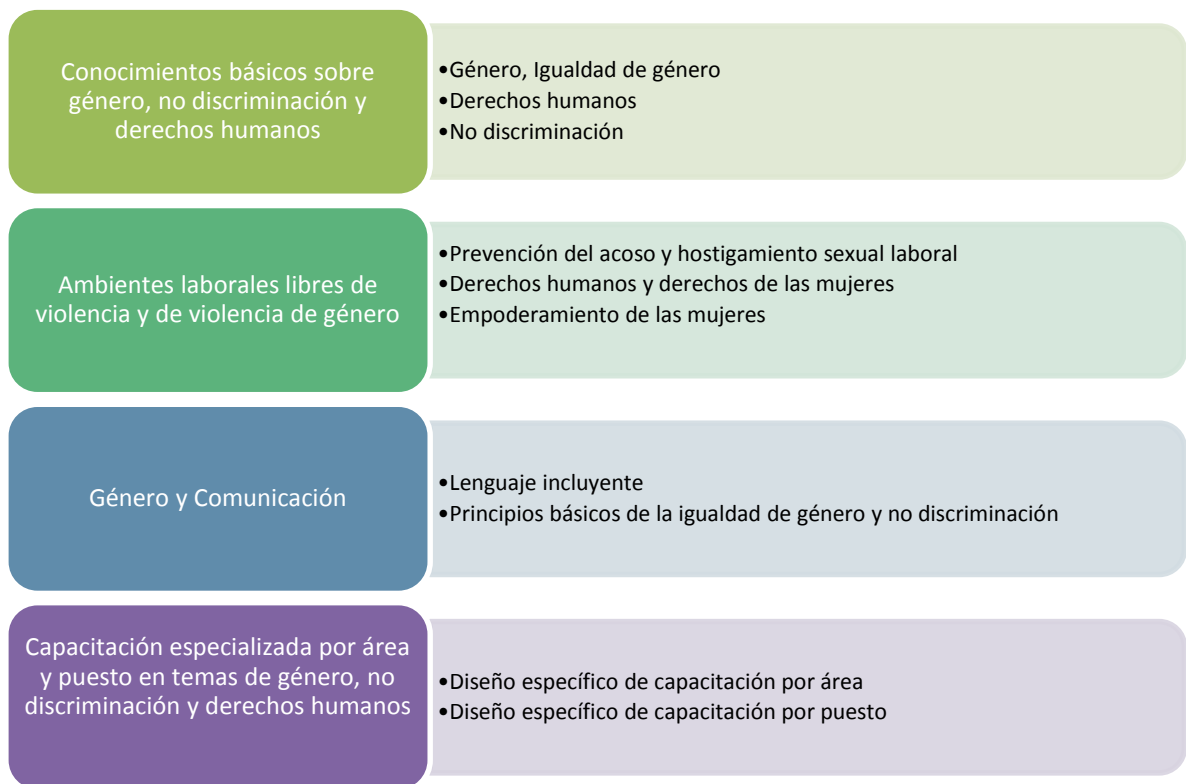 Conocimientos básicos sobre
género, no discriminación y
derechos humanos
•Género, Igualdad de género
•Derechos humanos
•No discriminación
Ambientes laborales libres de
violencia y de violencia de género
•Prevención del acoso y hostigamiento sexual laboral
•Derechos humanos y derechos de las mujeres
•Empoderamiento de las mujeres
Género y Comunicación
•Lenguaje incluyente
•Principios básicos de la igualdad de género y no discriminación
Capacitación especializada por área
y puesto en temas de género, no
discriminación y derechos humanos
•Diseño específico de capacitación por área
•Diseño específico de capacitación por puesto